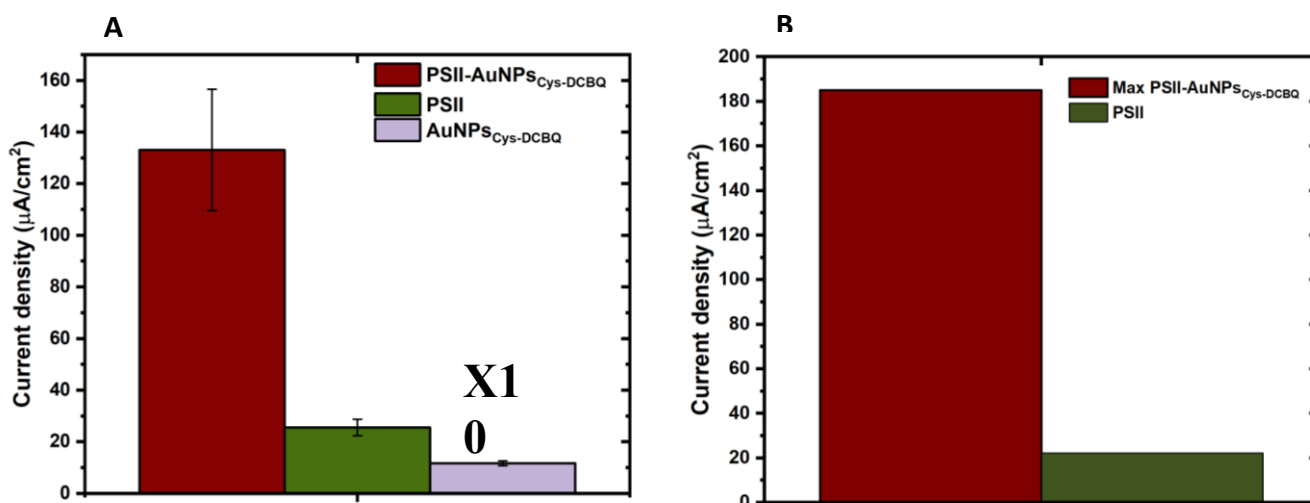 A
PSII-AuNPsCys-DCBQ
PSII
AuNPsCys-DCBQ
Current density (μA/cm²)
160
140
120
100
80
60
40
20
0
X1
0
B
Max PSII-AuNPsCys-DCBQ
PSII
Current density (μA/cm²)
200
180
160
140
120
100
80
60
40
20
0